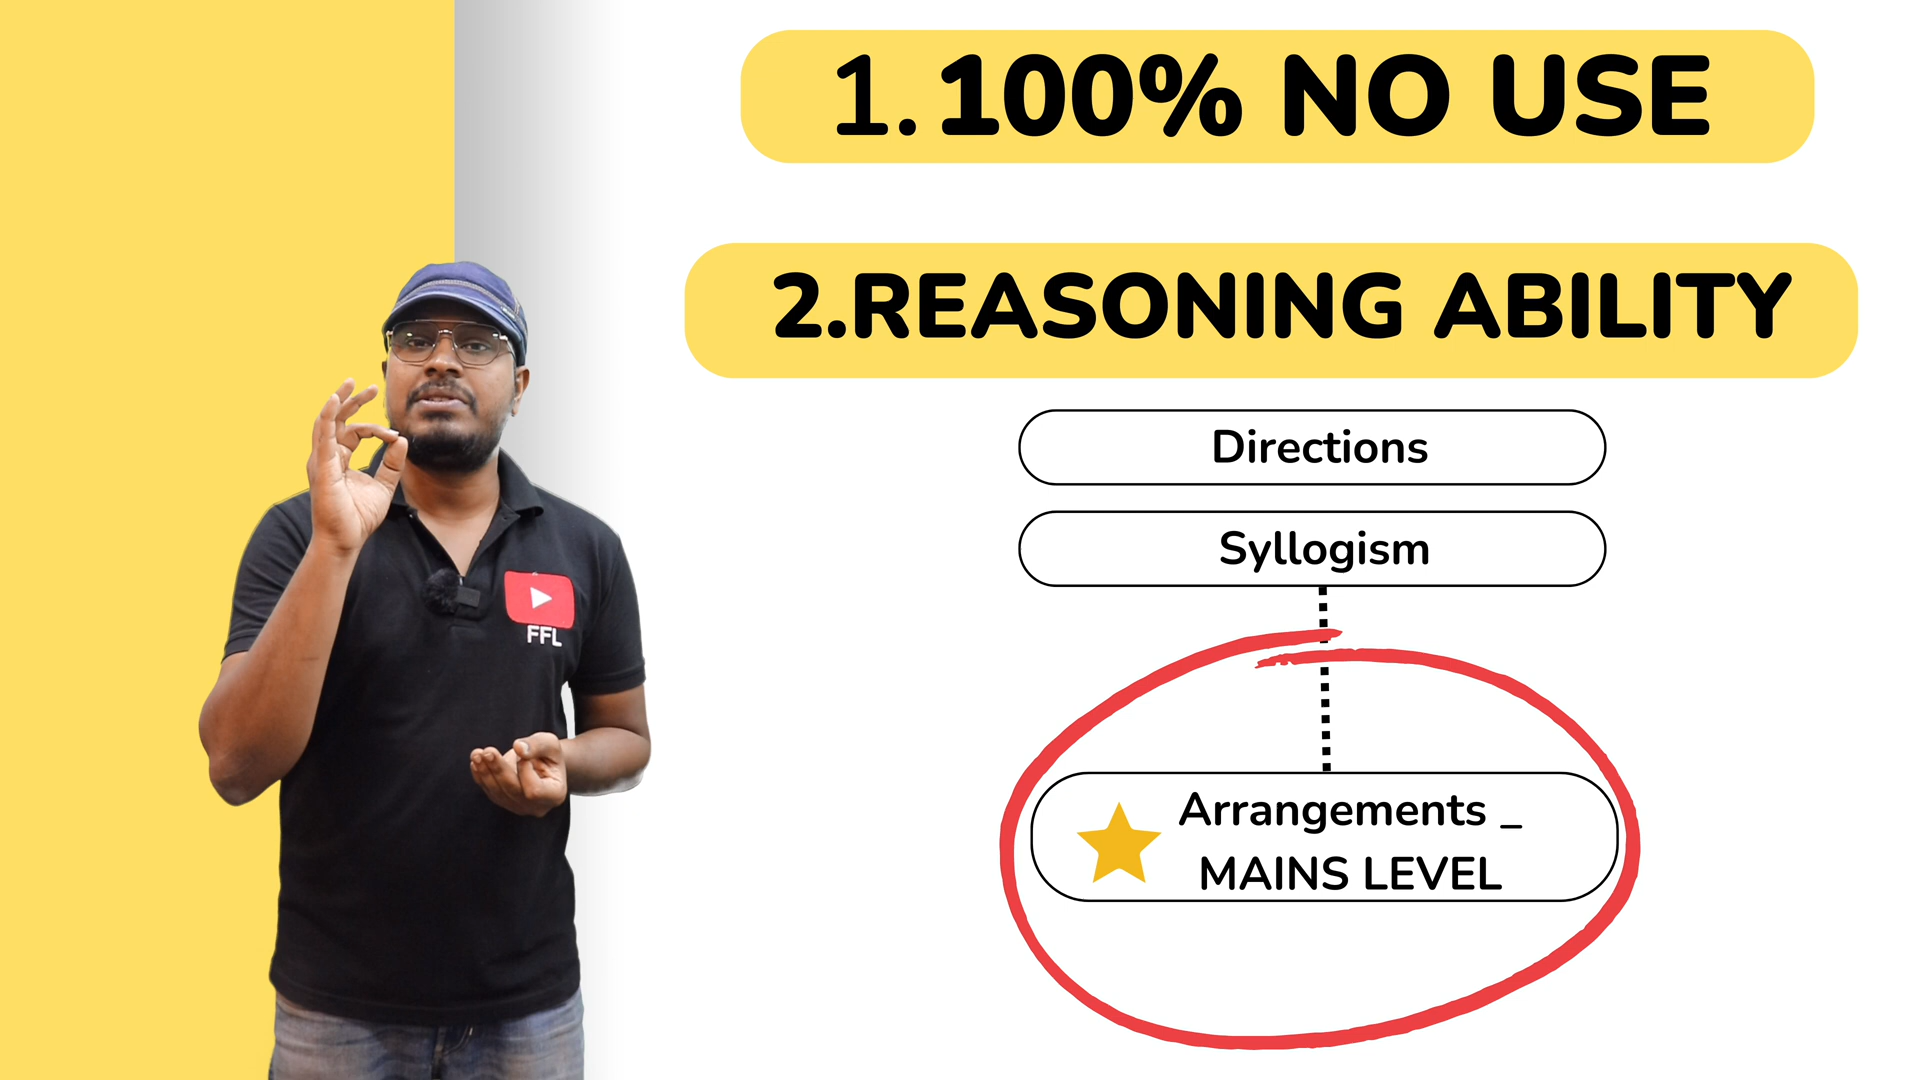 1. 100% NO USE
2.REASONING ABILITY
Directions
Syllogism
Arrangements _
MAINS LEVEL
FFL